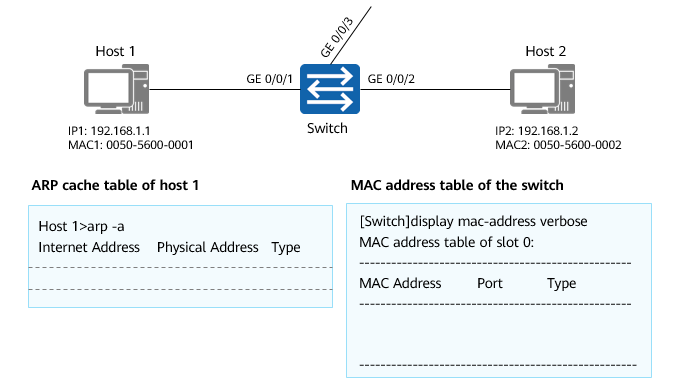 GE 0/0/3
Host 1
Host 2
GE 0/0/1
GE 0/0/2
Switch
IP1: 192.168.1.1
MAC1: 0050-5600-0001
IP2: 192.168.1.2
MAC2: 0050-5600-0002
ARP cache table of host 1
Host 1>arp -a
Internet Address Physical Address Type
MAC address table of the switch
[Switch]display mac-address verbose
MAC address table of slot 0:
MAC Address Port Type